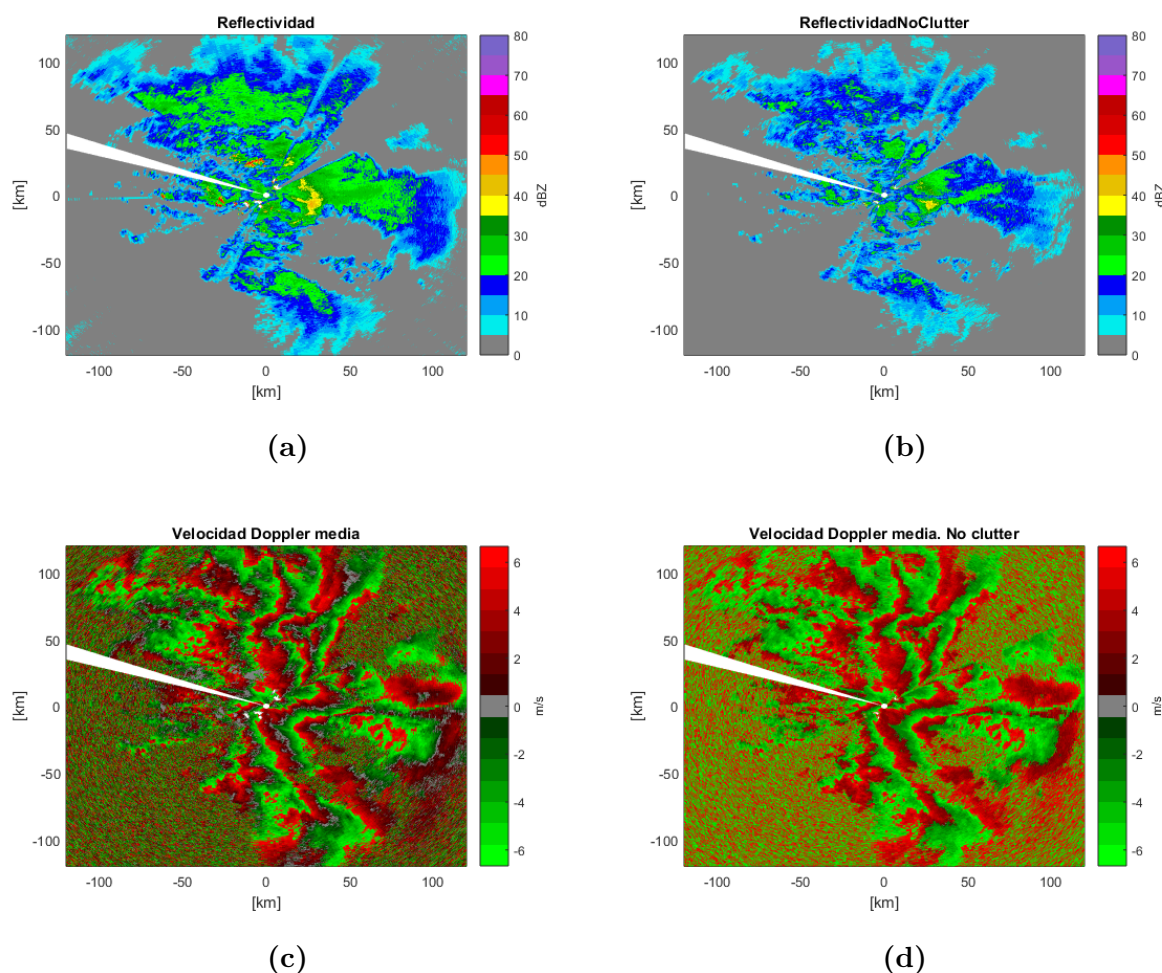 Reflectividad
ReflectividadNoClutter
100
50
0
-50
-100
[km]
-100 -50 0 50 100
[km]
80
70
60
50
40
30
20
10
0
dBZ
100
50
0
-50
-100
[km]
-100 -50 0 50 100
[km]
80
70
60
50
40
30
20
10
0
dBZ
(a)
(b)
Velocidad Doppler media
Velocidad Doppler media. No clutter
100
50
0
-50
-100
[km]
-100 -50 0 50 100
[km]
6
4
2
0
-2
-4
-6
m/s
100
50
0
-50
-100
[km]
-100 -50 0 50 100
[km]
6
4
2
0
-2
-4
-6
m/s
(c)
(d)